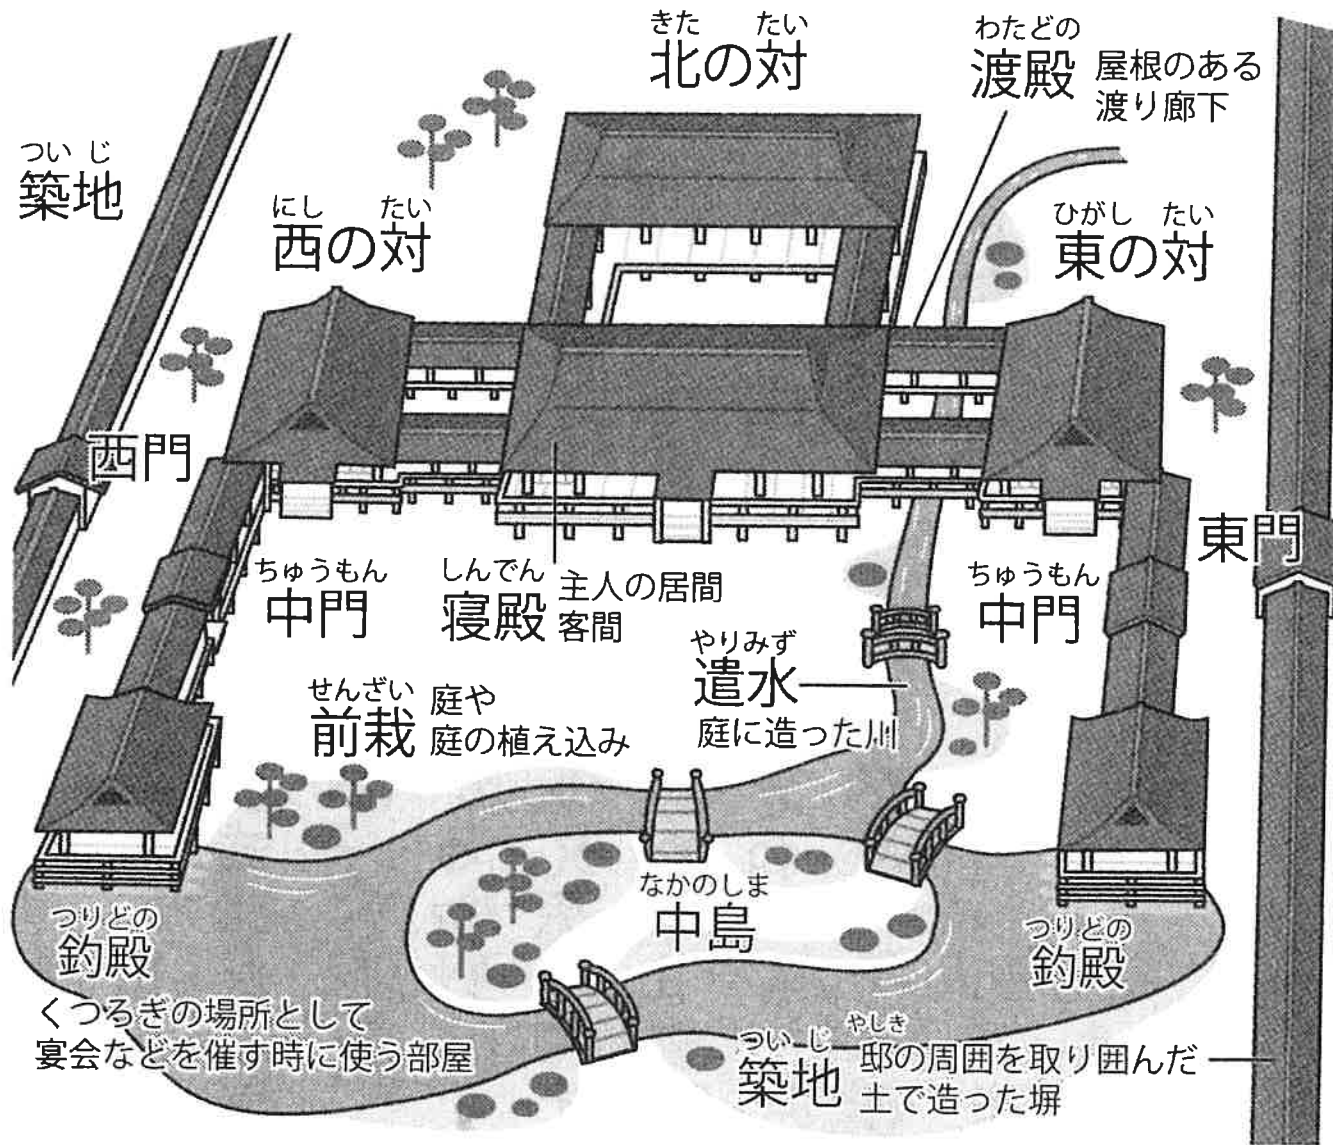 きた たい
北の対
わたどの
渡殿 屋根のある
渡り廊下
ついじ
築地
にし たい
西の対
ひがし たい
東の対
西門
東門
ちゅうもん
中門
しんでん
寝殿 主人の居間
客間
ちゅうもん
中門
やりみず
遣水
庭に造った川
せんざい
前栽 庭や
庭の植え込み
なかのしま
中島
つりどの
釣殿
くつろぎの場所として
宴会などを催す時に使う部屋
つりどの
釣殿
ついじ やしき
築地 邸の周囲を取り囲んだ
土で造った塀